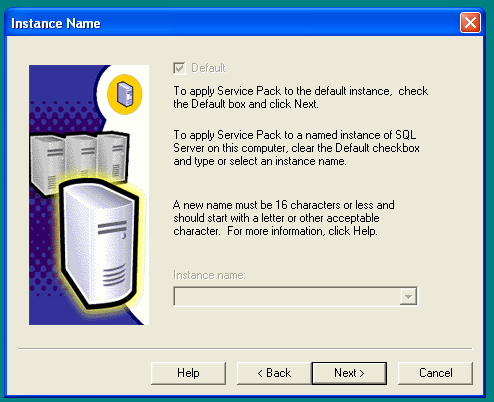 Instance Name
Default
To apply Service Pack to the default instance, check
the Default box and click Next.
To apply Service Pack to a named instance of SQL
Server on this computer, clear the Default checkbox
and type or select an instance name.
A new name must be 16 characters or less and
should start with a letter or other acceptable
character. For more information, click Help.
Instance name:
Help
< Back
Next >
Cancel